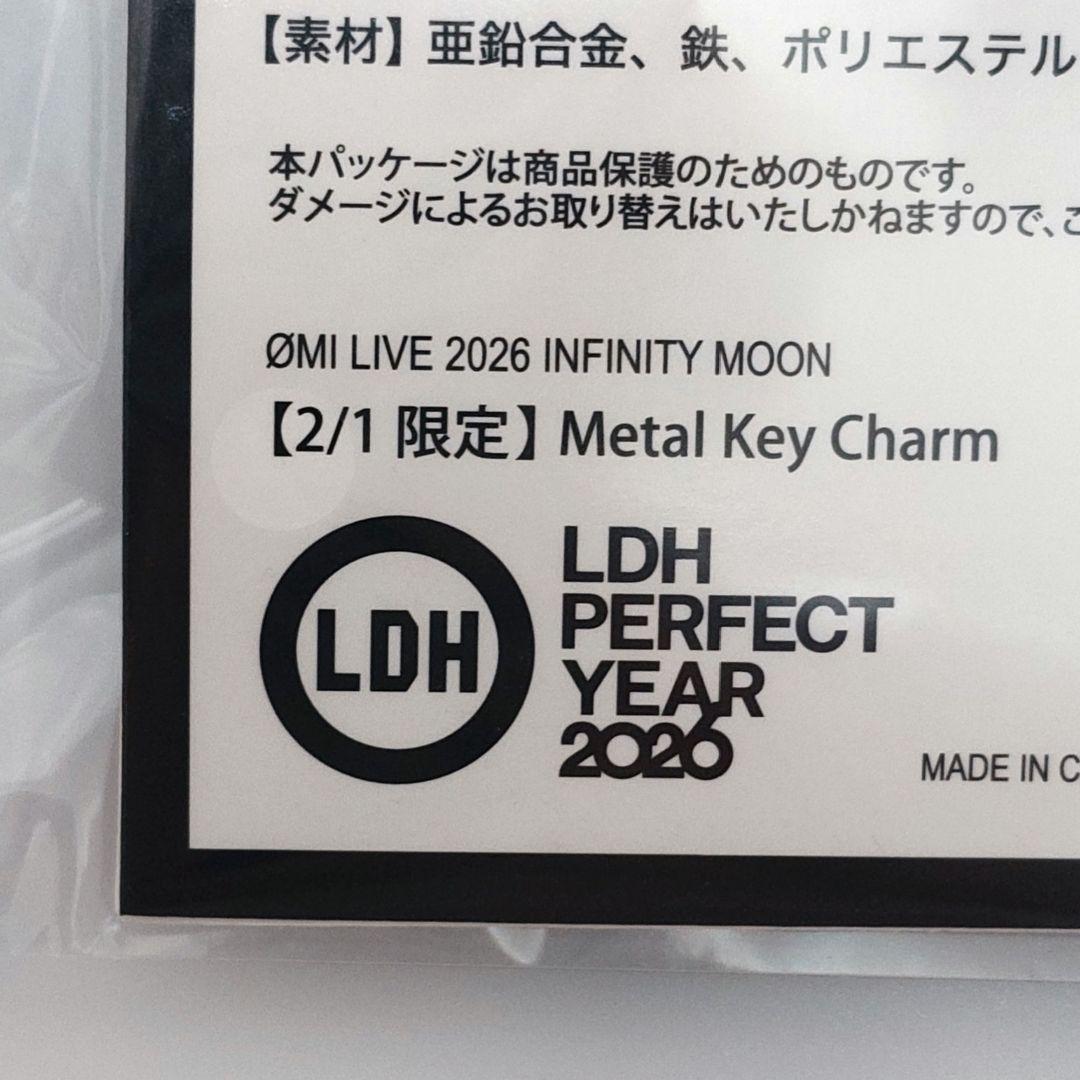 【素材】亜鉛合金、鉄、ポリエステル
本パッケージは商品保護のためのものです。
ダメージによるお取り替えはいたしかねますので、こ
ØMI LIVE 2026 INFINITY MOON
【2/1 限定】Metal Key Charm
LDH
LDH
PERFECT
YEAR
2026
MADE IN C